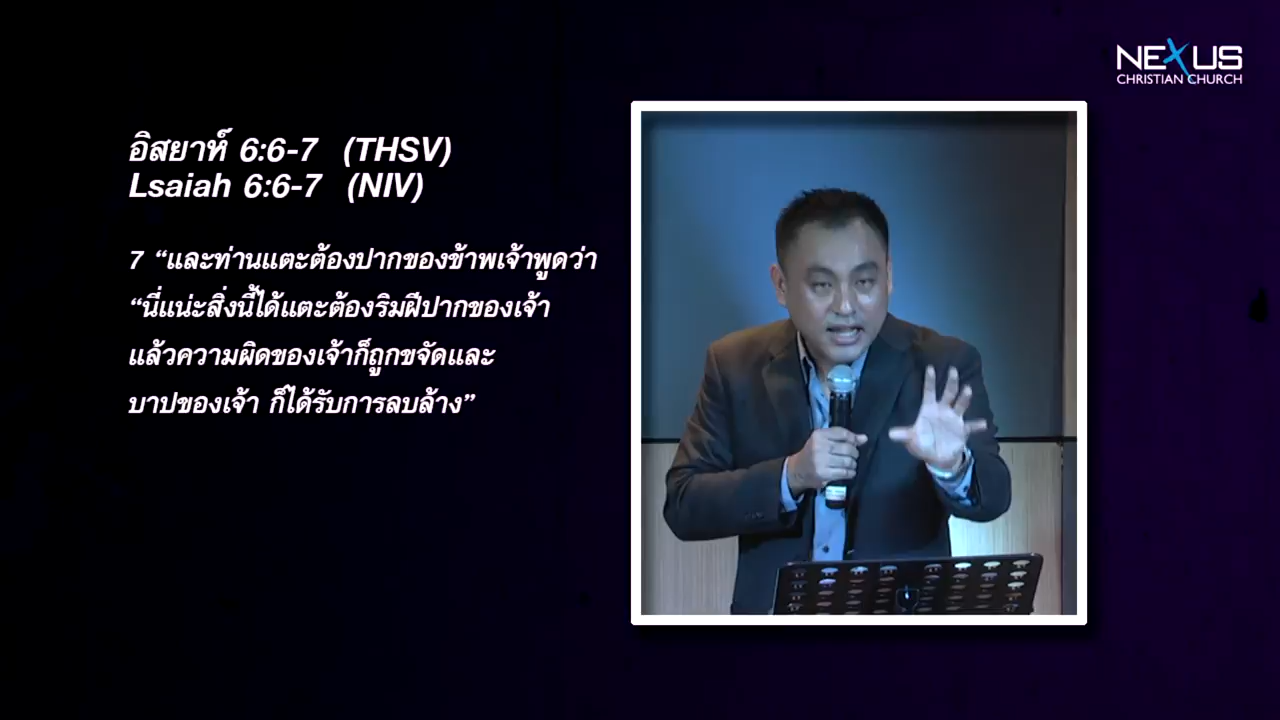 อิสยาห์ 6:6-7 (THSV)
Lsaiah 6:6-7 (NIV)
7 “และท่านแตะต้องปากของข้าพเจ้าพูดว่า
“นี่แน่ะสิ่งนี้ได้แตะต้องริมฝีปากของเจ้า
แล้วความผิดของเจ้าก็ถูกขจัดและ
บาปของเจ้า ก็ได้รับการลบล้าง”
NEXUS
CHRISTIAN CHURCH